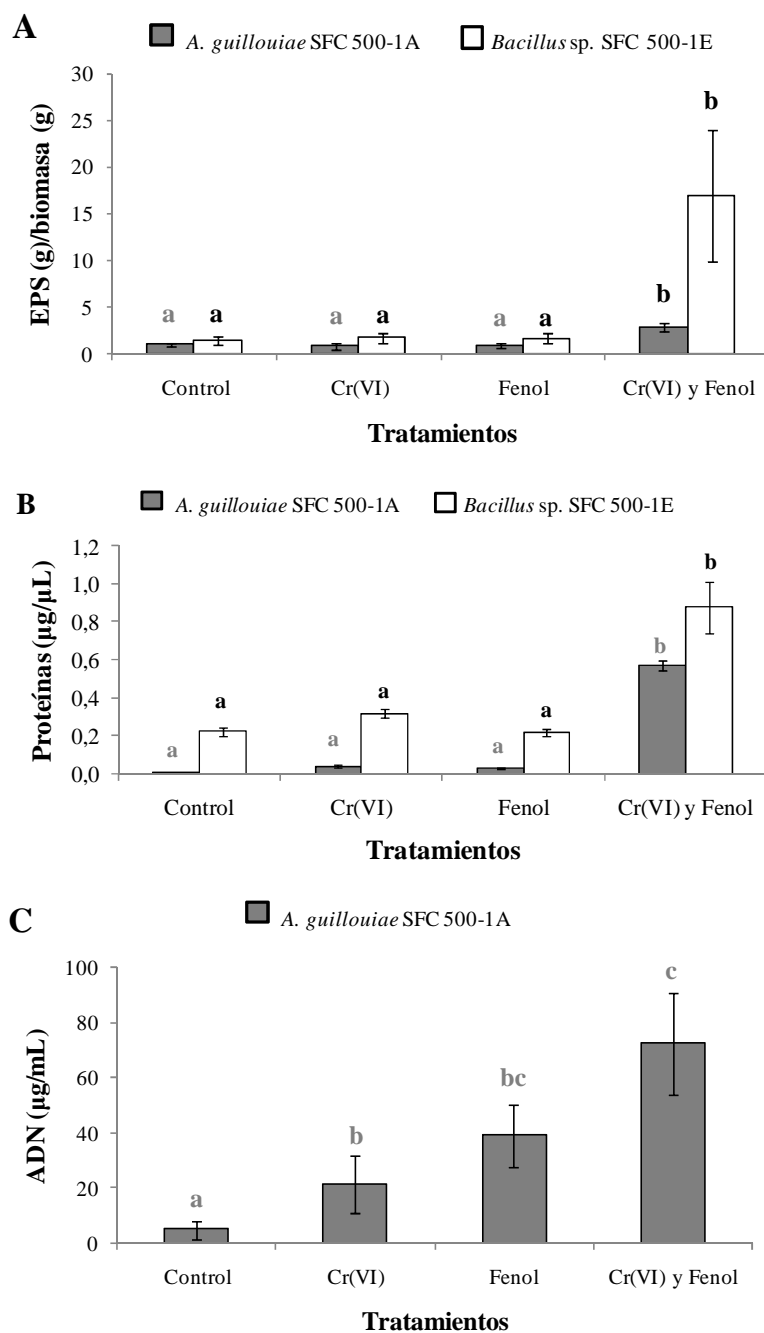 A
A. guillouiae SFC 500-1A Bacillus sp. SFC 500-1E
EPS (g)/biomasa (g)
30
25
20
15
10
5
0
a a a a a a b b
Control Cr(VI) Fenol Cr(VI) y Fenol
Tratamientos
B
A. guillouiae SFC 500-1A Bacillus sp. SFC 500-1E
Proteínas (µg/µL)
1,2
1,0
0,8
0,6
0,4
0,2
0,0
a a a a a a b b
Control Cr(VI) Fenol Cr(VI) y Fenol
Tratamientos
C
A. guillouiae SFC 500-1A
ADN (µg/mL)
100
80
60
40
20
0
a b bc c
Control Cr(VI) Fenol Cr(VI) y Fenol
Tratamientos